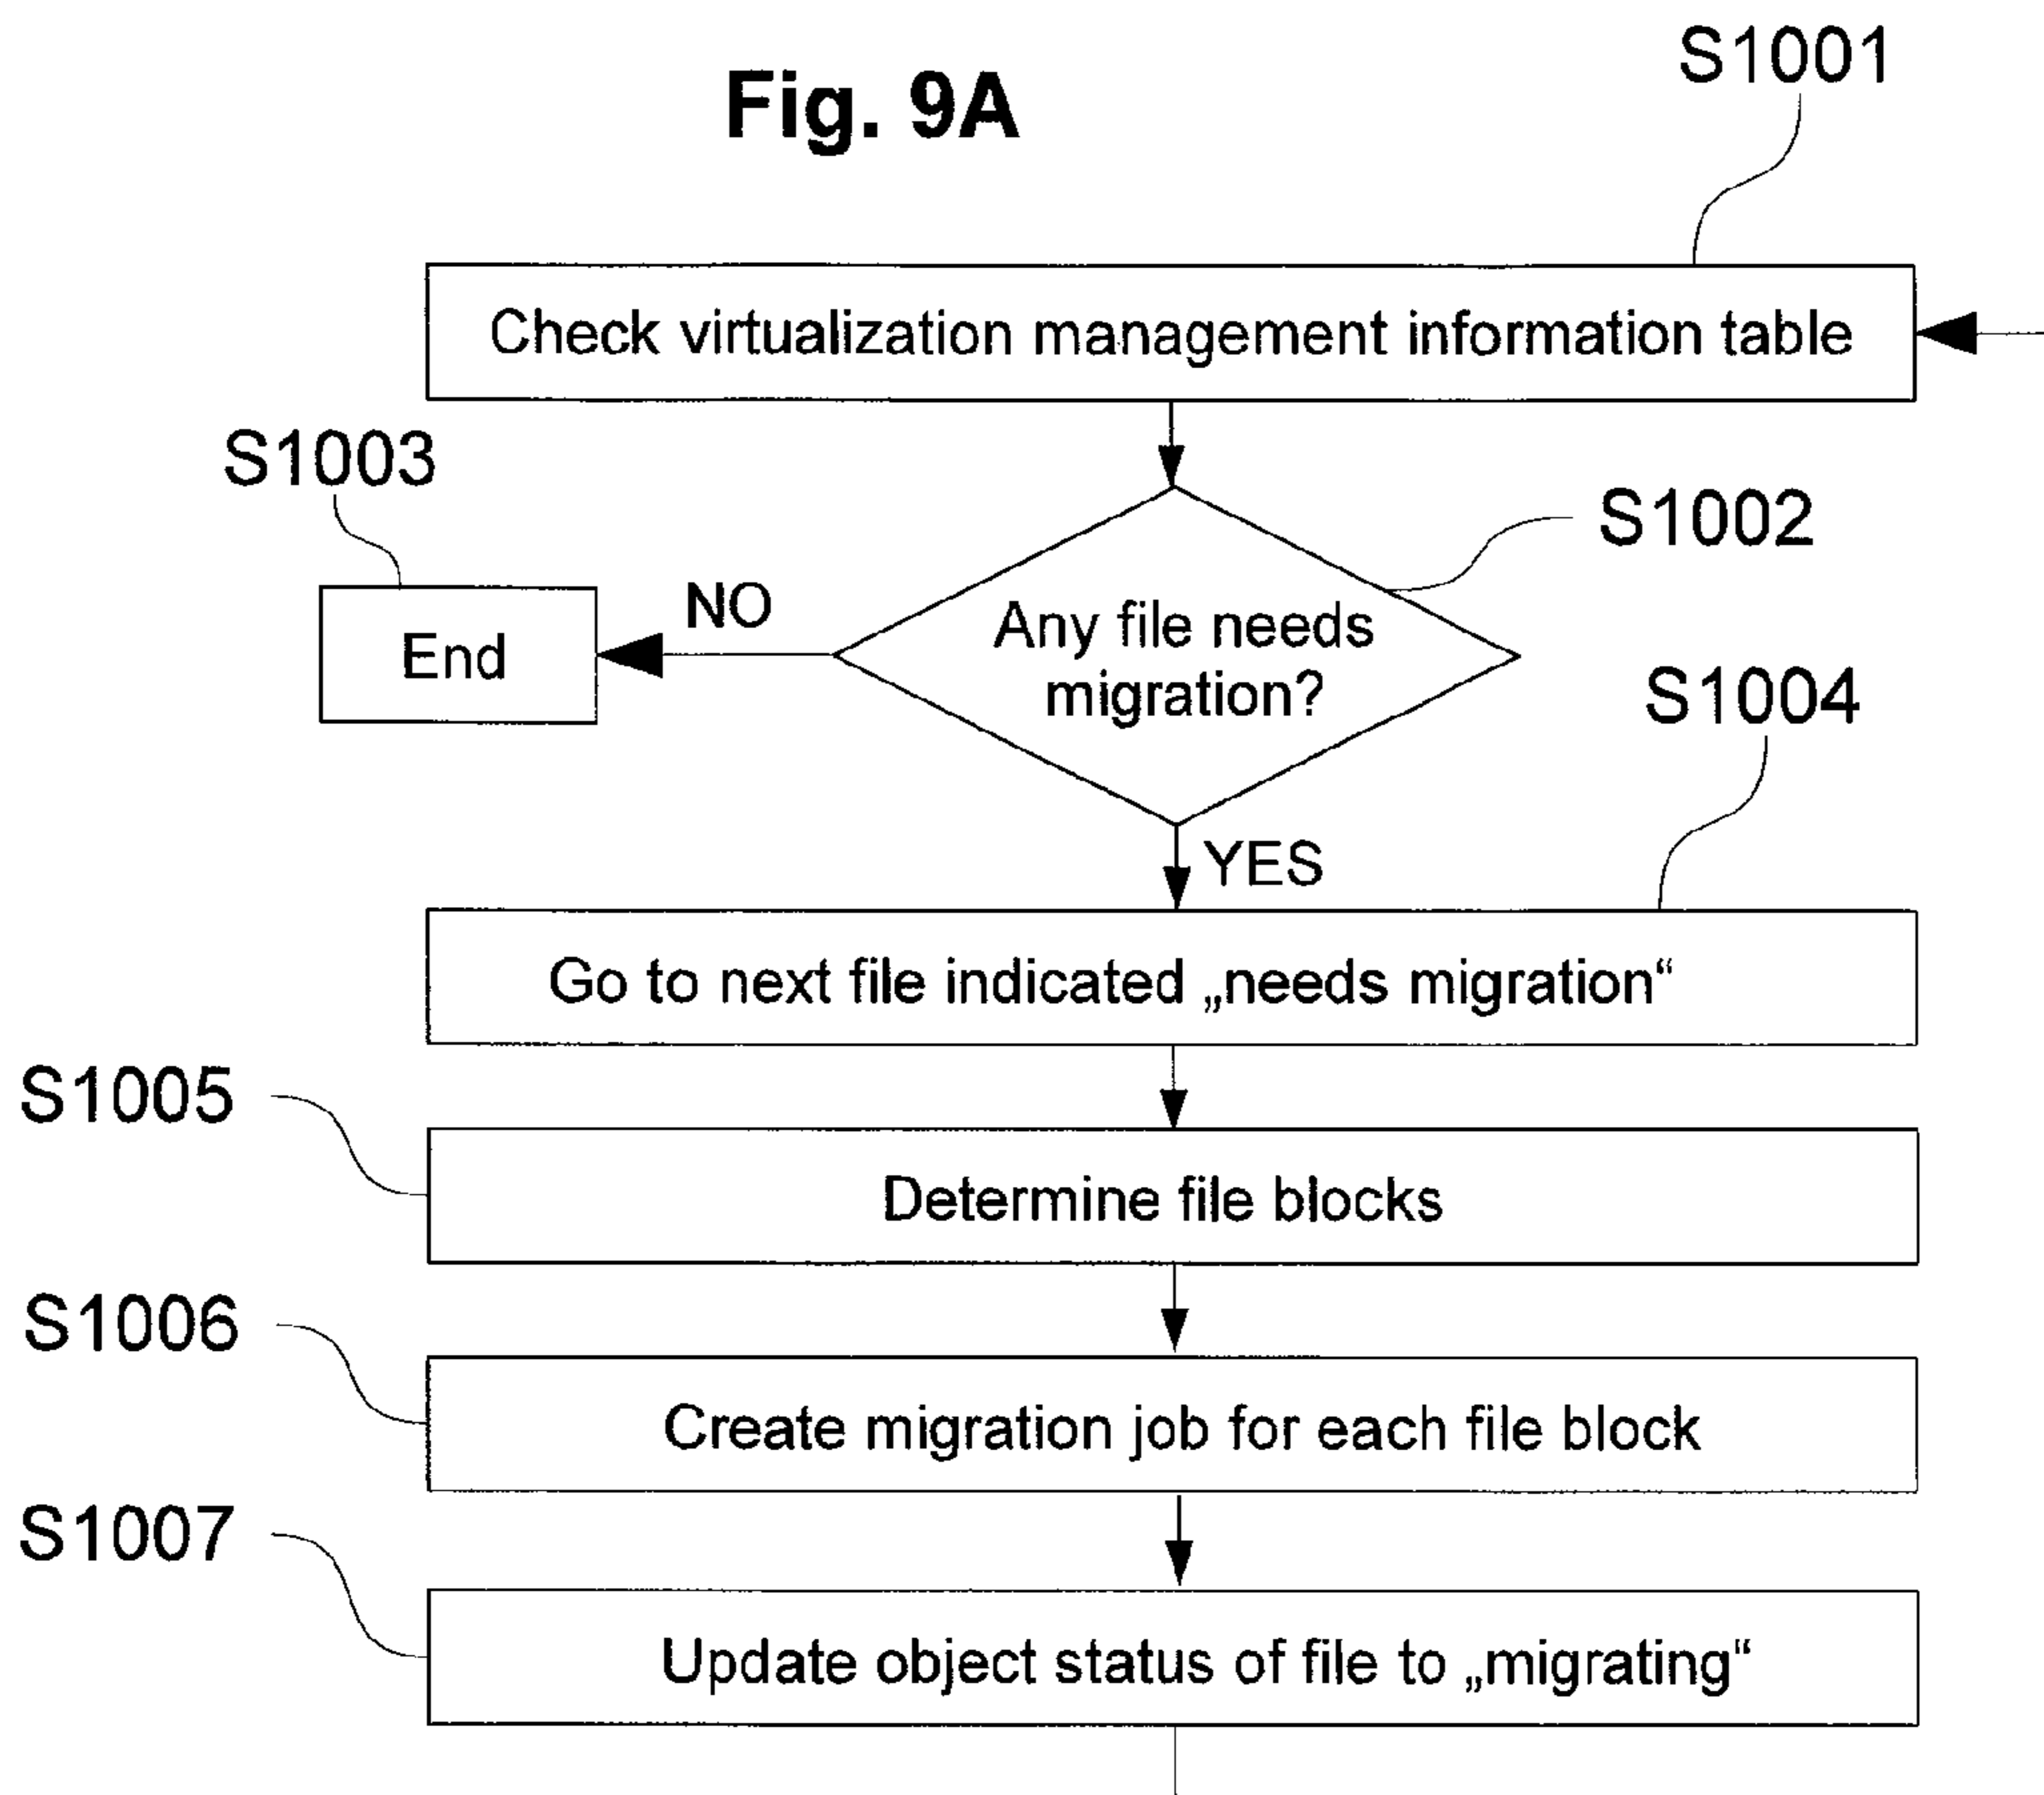 Fig. 9A
S1001
Check virtualization management information table
S1003
S1002
NO
End
Any file needs
migration?
S1004
YES
Go to next file indicated „needs migration“
S1005
Determine file blocks
S1006
Create migration job for each file block
S1007
Update object status of file to „migrating“